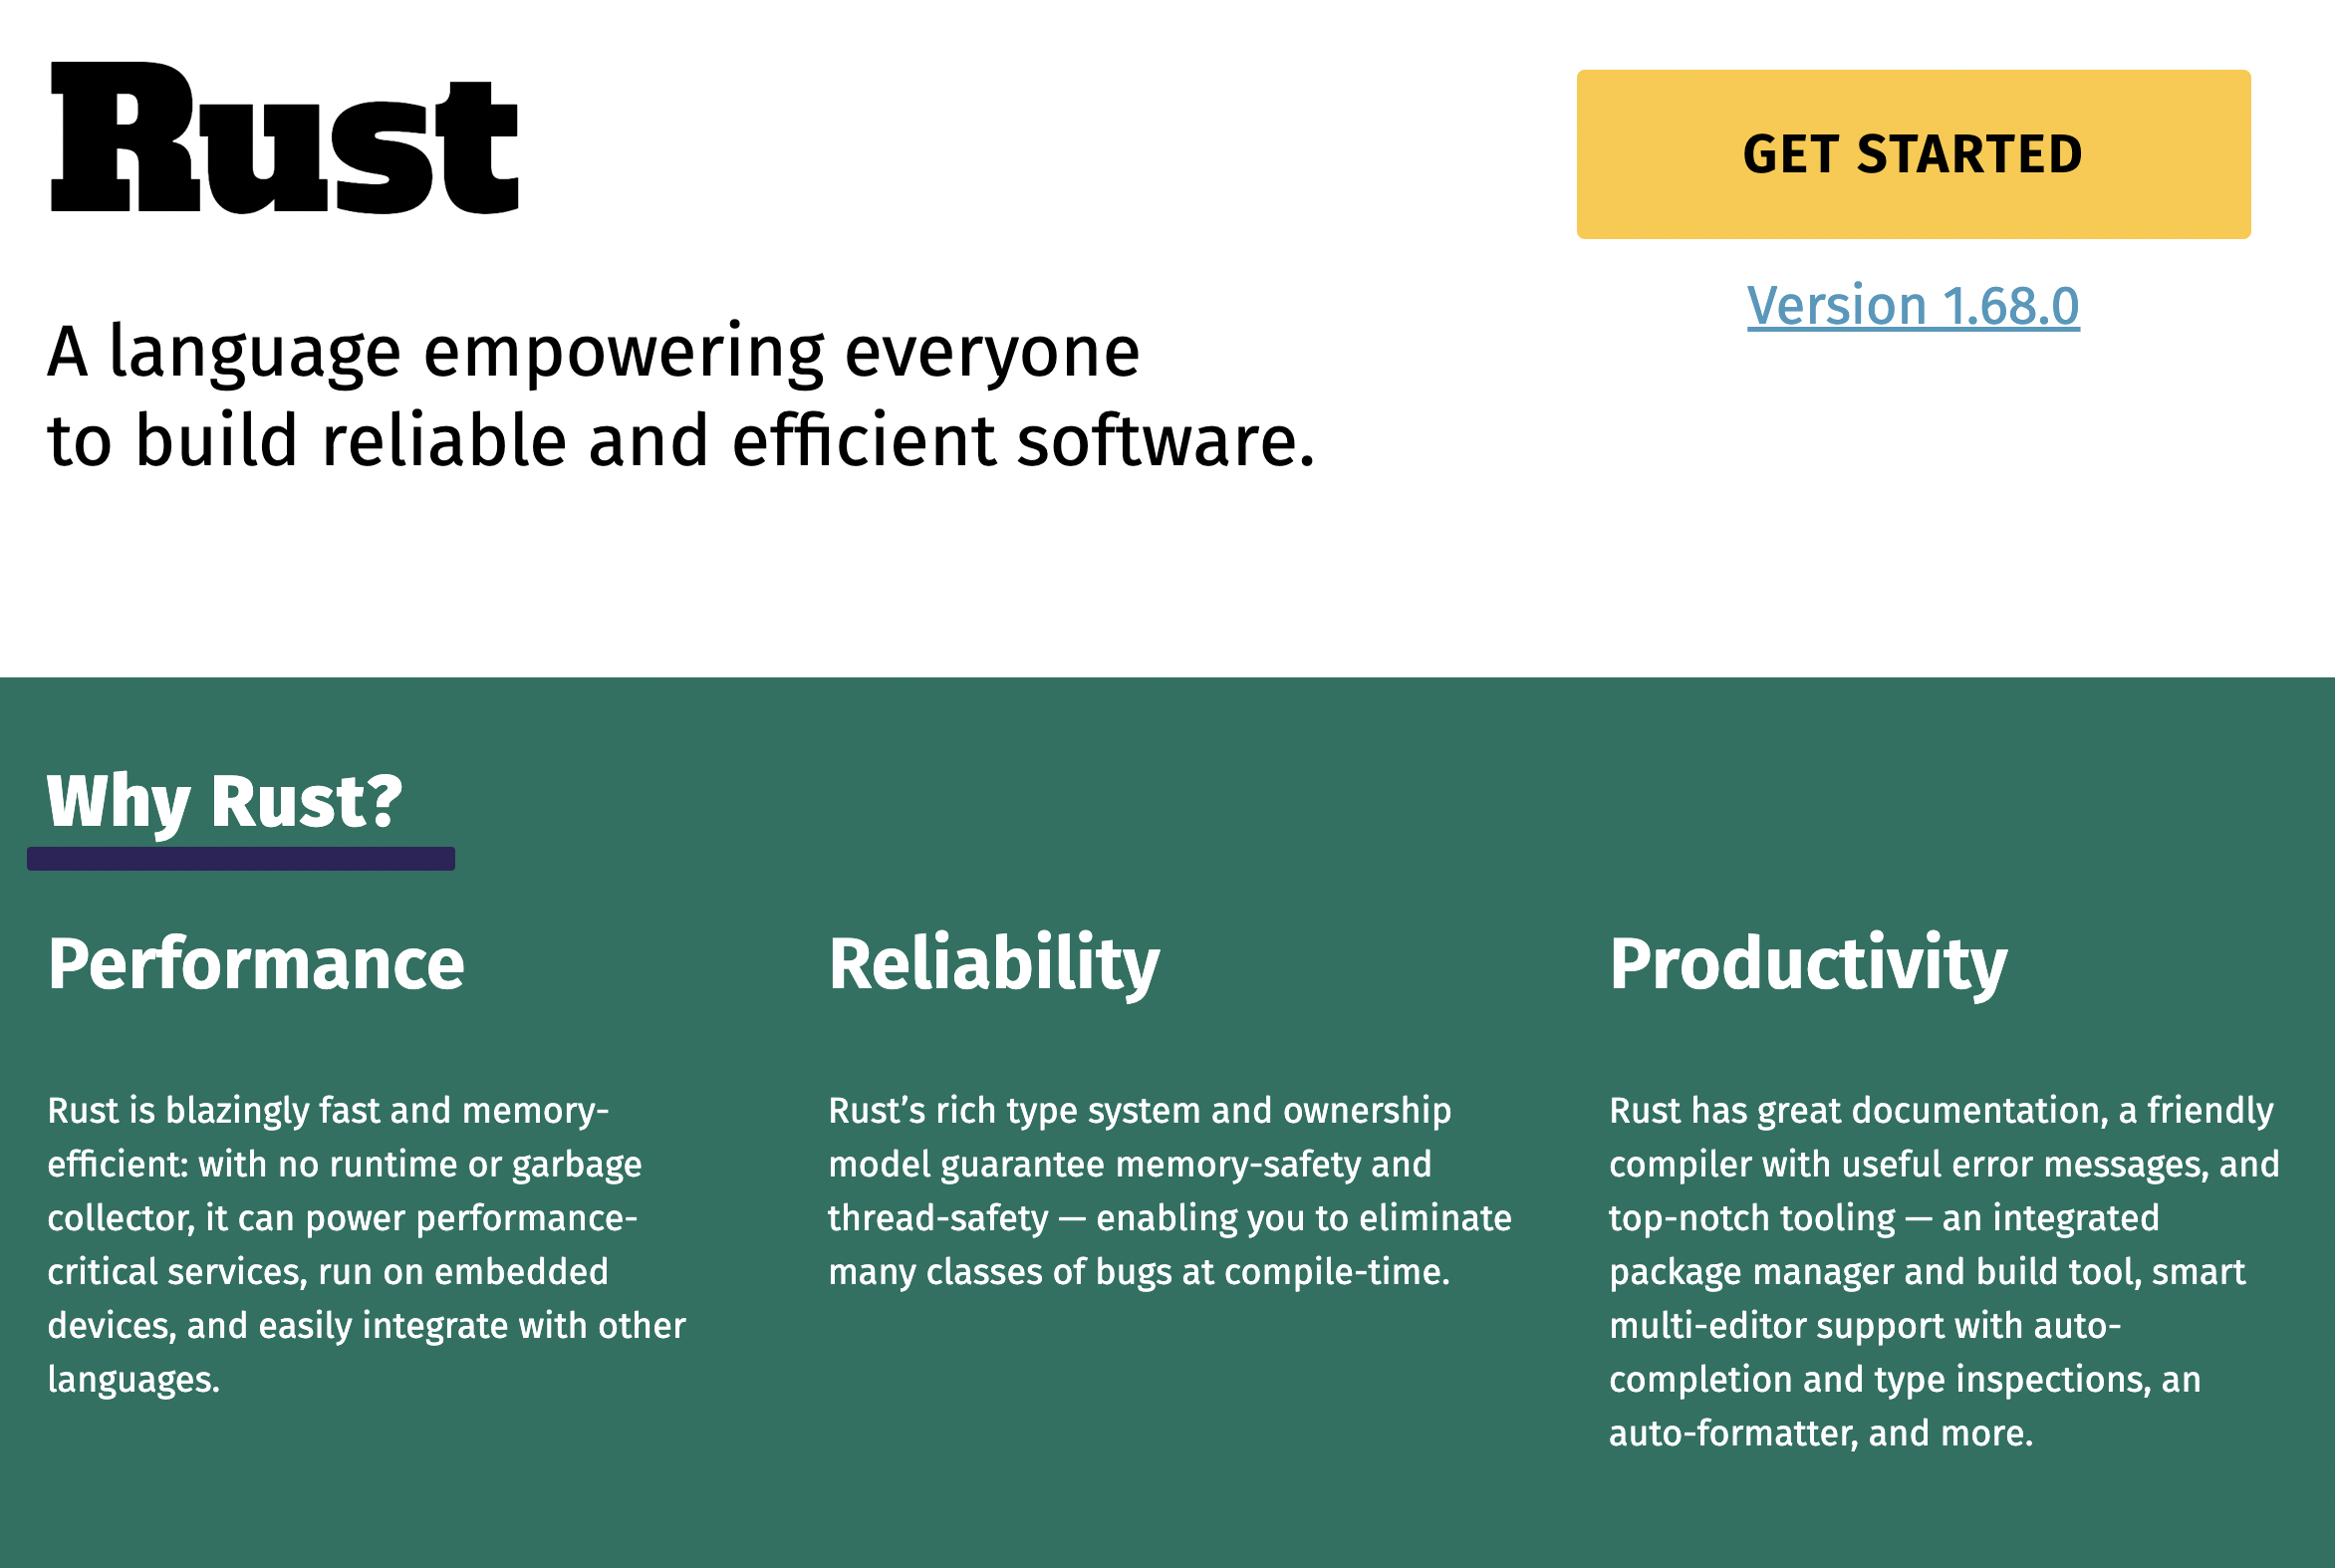 Rust
GET STARTED
Version 1.68.0
A language empowering everyone
to build reliable and efficient software.
Why Rust?
Performance
Rust is blazingly fast and memory-
efficient: with no runtime or garbage
collector, it can power performance-
critical services, run on embedded
devices, and easily integrate with other
languages.
Reliability
Rust’s rich type system and ownership
model guarantee memory-safety and
thread-safety — enabling you to eliminate
many classes of bugs at compile-time.
Productivity
Rust has great documentation, a friendly
compiler with useful error messages, and
top-notch tooling — an integrated
package manager and build tool, smart
multi-editor support with auto-
completion and type inspections, an
auto-formatter, and more.